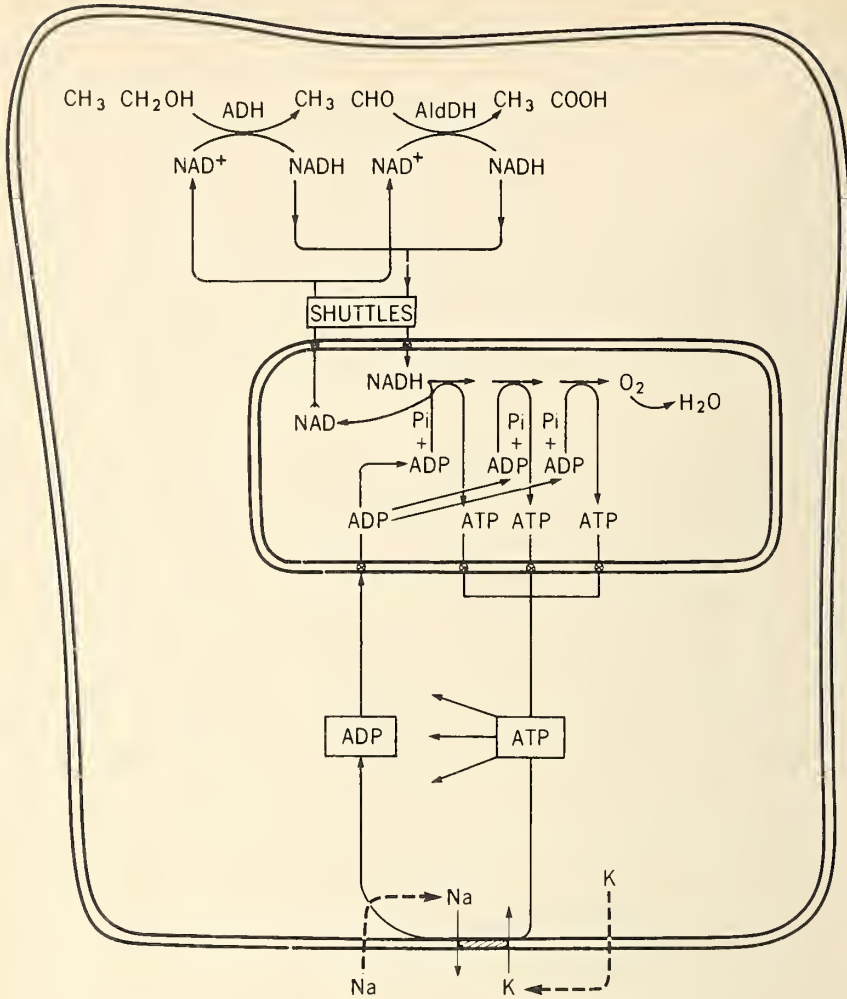 CH3 CH2OH ADH CH3 CHO AldDH CH3 COOH
NAD+ NADH NAD+ NADH
SHUTTLES
NADH O2 H2O
NAD Pi Pi Pi
+ + +
ADP ADP ADP
ADP ATP ATP ATP
ADP ATP
Na K
Na K